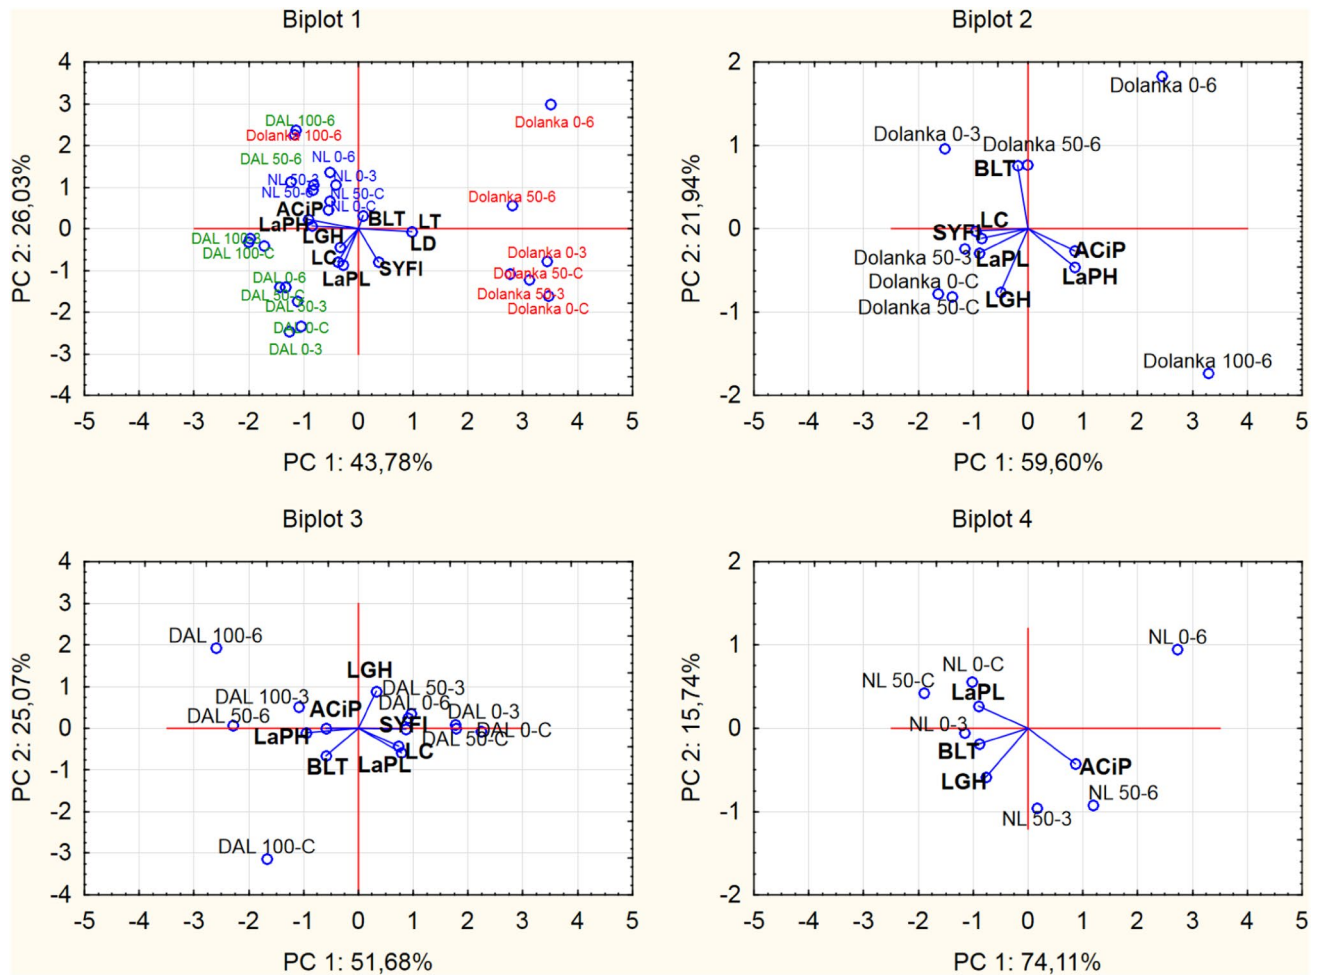 Biplot 1
4
3
2
1
0
-1
-2
-3
-4
PC 2: 26,03%
DAL 100-6
Dolanka 100-6
Dolanka 0-6
DAL 50-6
NL 0-6
NL 50-3
NL 0-3
NL 50-6
NL 50-C
NL 0-C
Dolanka 50-6
ACiP
LaPH
BLT
LT
LGH
LD
DAL 100-3
DAL 100-C
LC
SYFI
LaPL
Dolanka 0-3
Dolanka 50-C
Dolanka 50-3
Dolanka 0-C
DAL 0-6
DAL 50-C
DAL 50-3
DAL 0-C
DAL 0-3
-5 -4 -3 -2 -1 0 1 2 3 4 5
PC 1: 43,78%
Biplot 2
2
1
0
-1
-2
PC 2: 21,94%
Dolanka 0-6
Dolanka 0-3
Dolanka 50-6
BLT
LC
SYFI
ACiP
Dolanka 50-3
LaPL
LaPH
Dolanka 0-C
LGH
Dolanka 50-C
Dolanka 100-6
-5 -4 -3 -2 -1 0 1 2 3 4 5
PC 1: 59,60%
Biplot 3
4
3
2
1
0
-1
-2
-3
-4
PC 2: 25,07%
DAL 100-6
LGH
DAL 50-3
DAL 100-3
DAL 0-6
ACiP
DAL 0-3
DAL 50-6
SYFI
DAL 0-C
LaPH
DAL 50-C
LC
BLT
LaPL
DAL 100-C
-5 -4 -3 -2 -1 0 1 2 3 4 5
PC 1: 51,68%
Biplot 4
2
1
0
-1
-2
PC 2: 15,74%
NL 0-6
NL 0-C
NL 50-C
LaPL
NL 0-3
BLT
ACiP
LGH
NL 50-6
NL 50-3
-5 -4 -3 -2 -1 0 1 2 3 4 5
PC 1: 74,11%